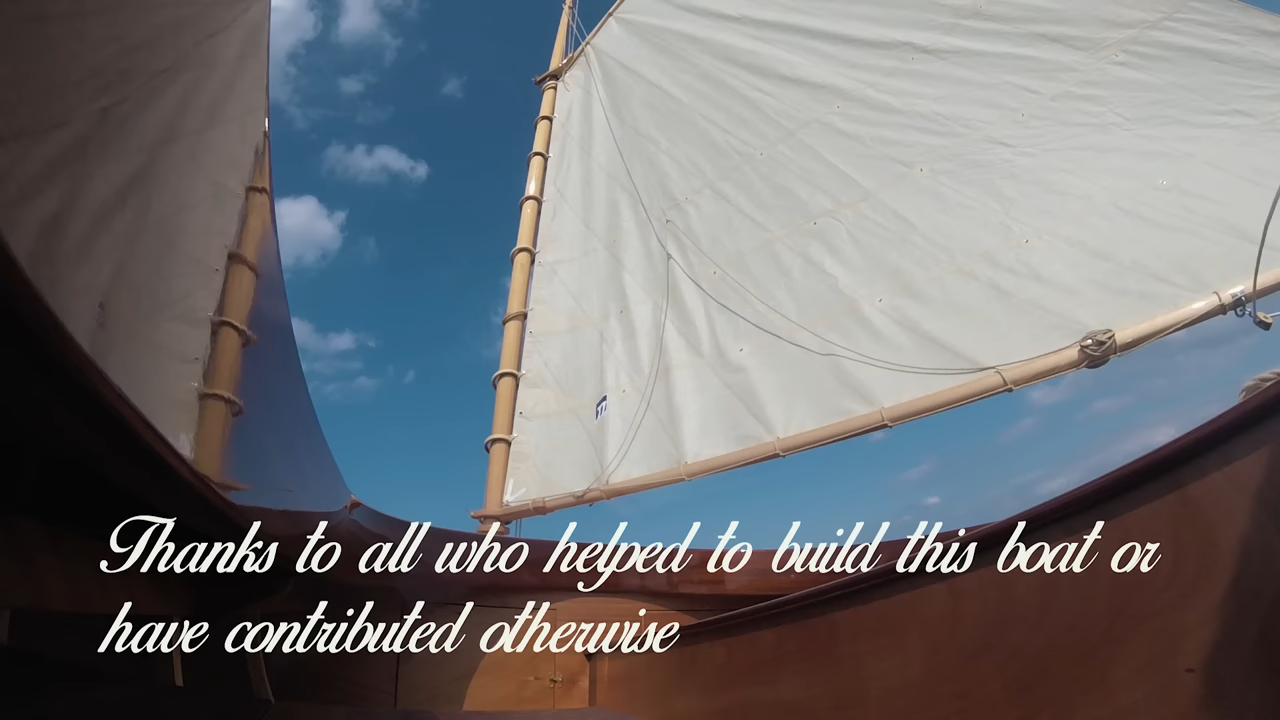 Thanks to all who helped to build this boat or
have contributed otherwise